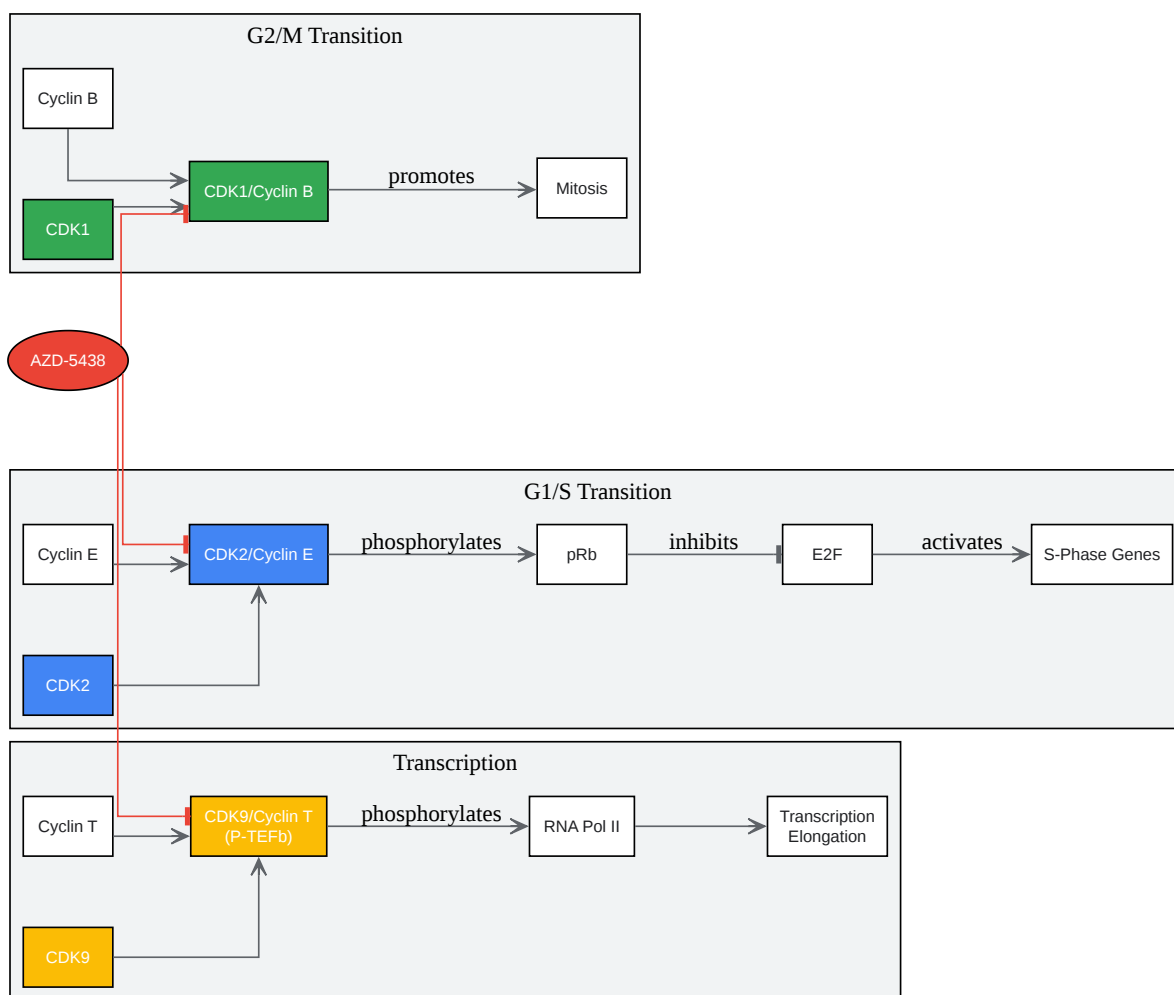 G2/M Transition
Cyclin B
CDK1/Cyclin B
promotes
Mitosis
CDK1
AZD-5438
G1/S Transition
Cyclin E
CDK2/Cyclin E
phosphorylates
pRb
inhibits
E2F
activates
S-Phase Genes
CDK2
Transcription
Cyclin T
CDK9/Cyclin T
(P-TEFb)
phosphorylates
RNA Pol II
Transcription
Elongation
CDK9